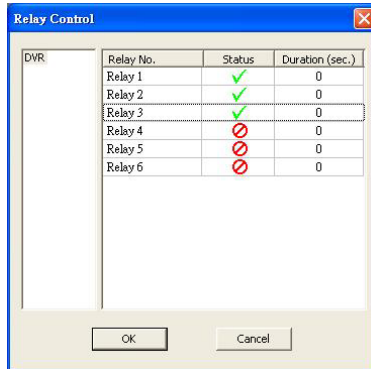 Relay Control
DVR
Relay No. Status Duration (sec.)
Relay 1 0
Relay 2 0
Relay 3 0
Relay 4 0
Relay 5 0
Relay 6 0
OK Cancel